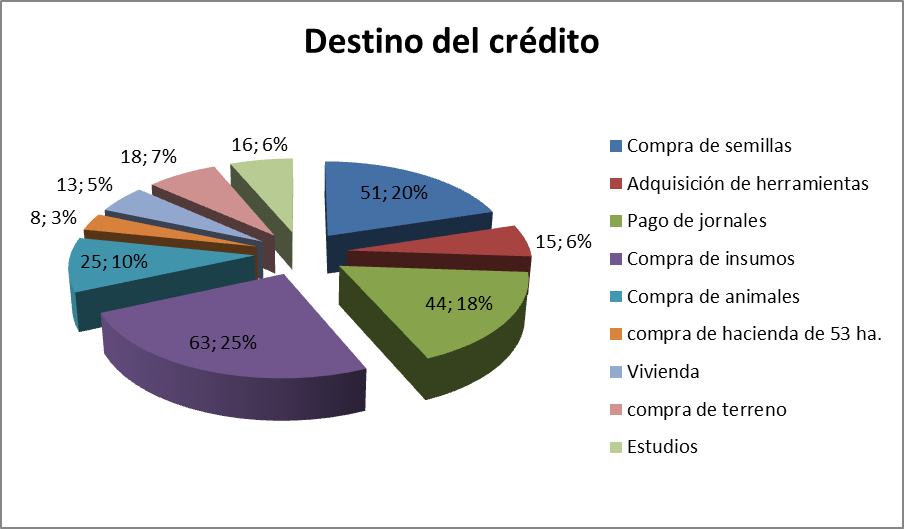 Destino del crédito
16; 6%
18; 7%
13; 5%
8; 3%
25; 10%
63; 25%
51; 20%
15; 6%
44; 18%
Compra de semillas
Adquisición de herramientas
Pago de jornales
Compra de insumos
Compra de animales
compra de hacienda de 53 ha.
Vivienda
compra de terreno
Estudios